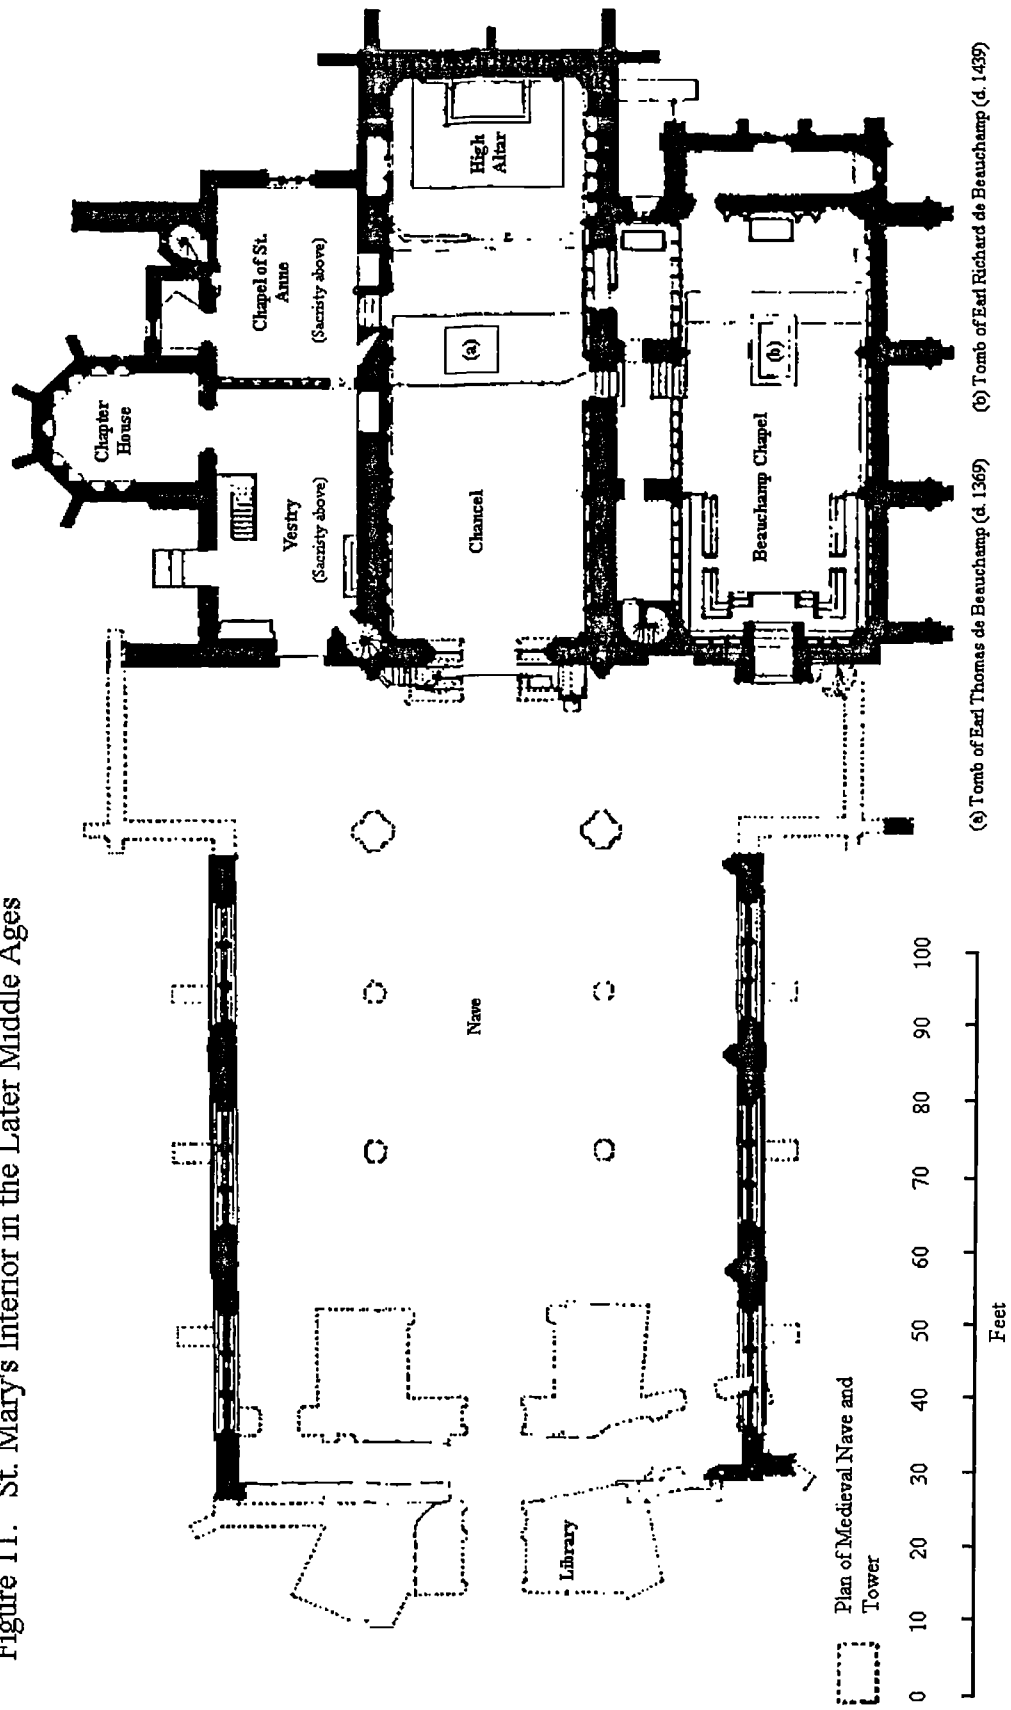 Figure 11. St. Mary's Interior in the Later Middle Ages
Chapter
House
Chapel of St.
Anne
(Sacristy above)
Vestry
(Sacristy above)
High
Altar
(a)
Chancel
(b)
Beauchamp Chapel
Nave
Library
(a) Tomb of Earl Thomas de Beauchamp (d. 1369)
(b) Tomb of Earl Richard de Beauchamp (d. 1439)
Plan of Medieval Nave and
Tower
0 10 20 30 40 50 60 70 80 90 100
Feet